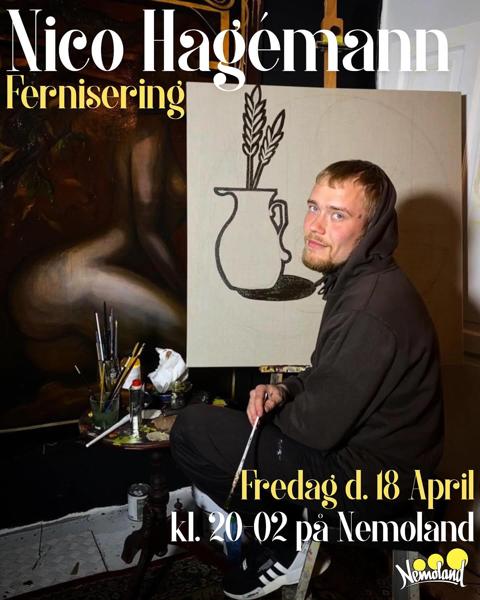 Nico Hagémann
Fernisering
Fredag d. 18 April
kl. 20-02 på Nemoland
Nemoland